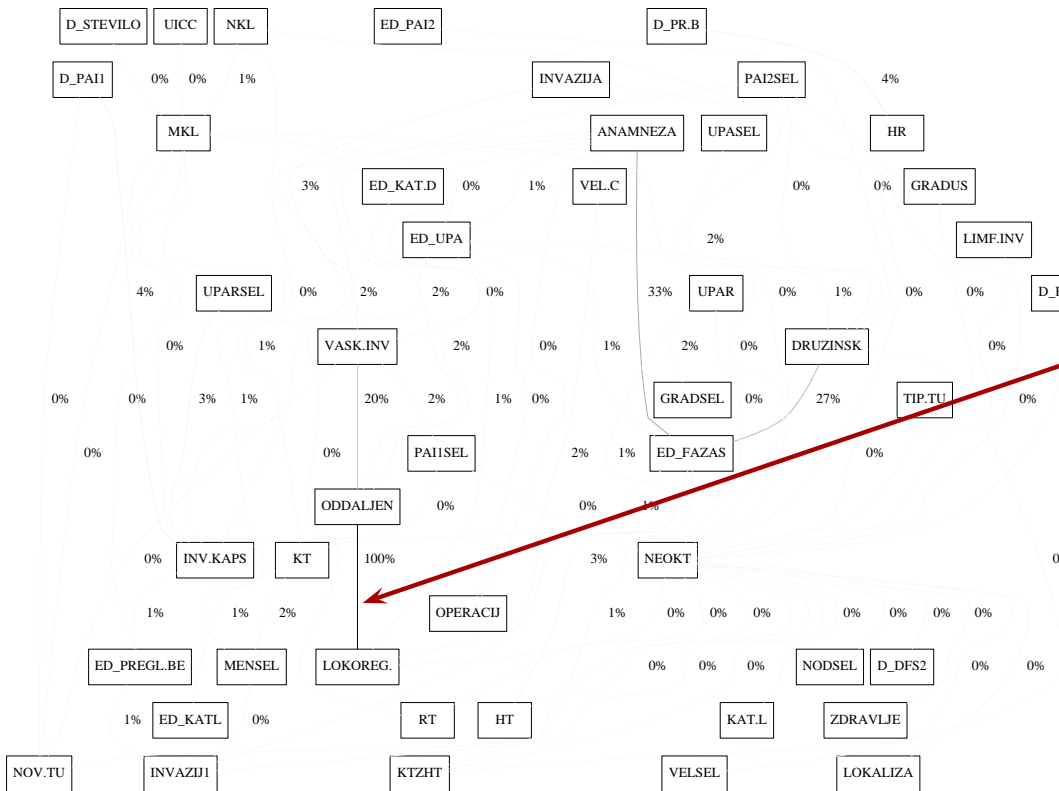 D_STEVILO UICC NKL ED_PAI2 D_PR.B
D_PAI1 0% 0% 1% INVAZIJA PAI2SEL 4%
MKL ANAMNEZA UPASEL HR
3% ED_KAT.D 0% 1% VEL.C 0% 0% GRADUS
ED_UPA 2% LIMF.INV
4% UPARSEL 0% 2% 2% 0% 33% UPAR 0% 1% 0% 0%
0% 1% VASK.INV 2% 0% 1% 2% 0% DRUZINSK 0%
0% 0% 3% 1% 20% 2% 1% 0% GRADSEL 0% 27% TIP.TU 0%
0% 0% PAI1SEL 2% 1% ED_FAZAS 0%
ODDALJEN 0% 0% 1%
0% INV.KAPS KT 100% 3% NEOKT
1% 1% 2% OPERACIJ 1% 0% 0% 0% 0% 0% 0% 0%
ED_PREGL.BE MENSEL LOKOREG. 0% 0% 0% NODSEL D_DFS2 0% 0%
1% ED_KATL 0% RT HT KAT.L ZDRAVLJE
NOV.TU INVAZIJ1 KTZHT VELSEL LOKALIZA